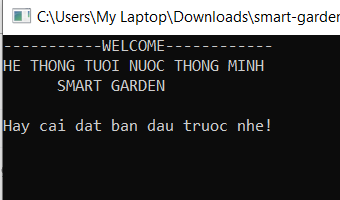 C:\Users\My Laptop\Downloads\smart-garden
-----------WELCOME------------
HE THONG TUOI NUOC THONG MINH
SMART GARDEN
Hay cai dat ban dau truoc nhe!